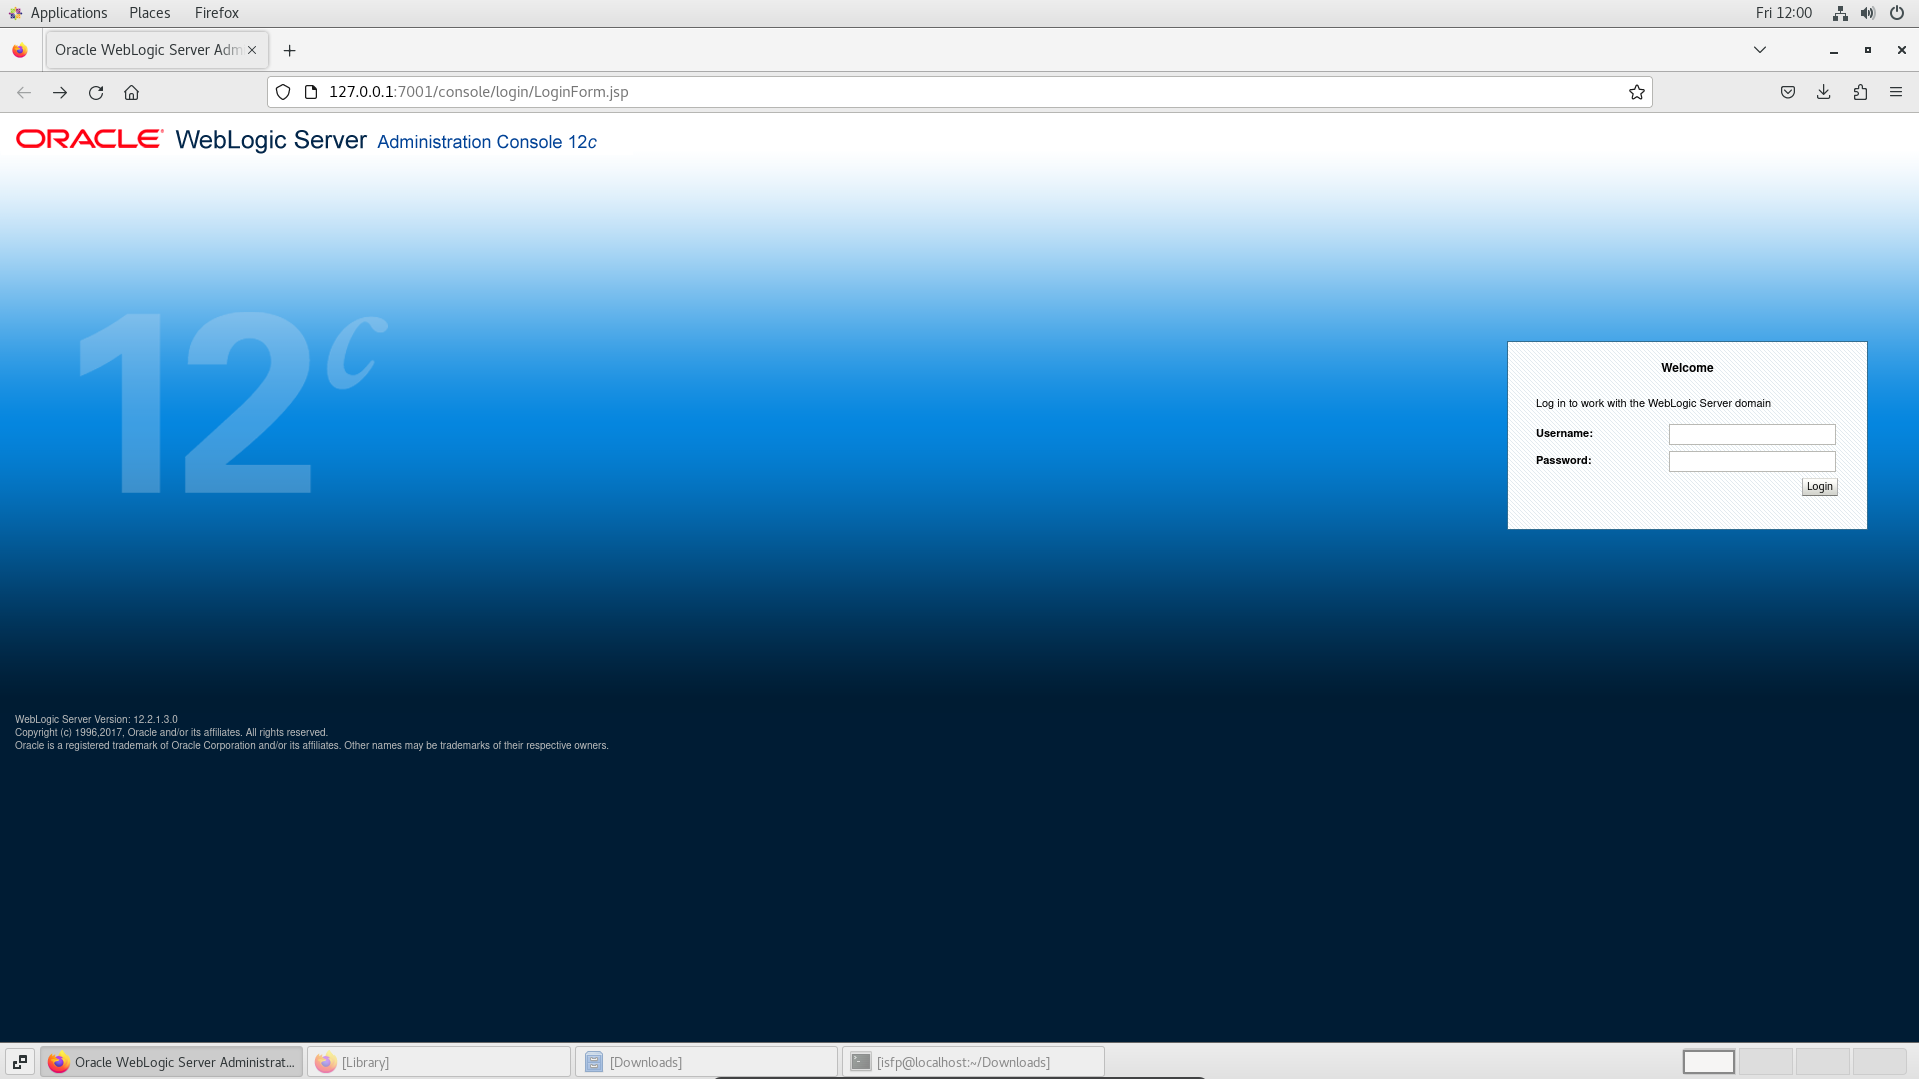 Applications Places Firefox Fri 12:00
Oracle WebLogic Server Adm
127.0.0.1:7001/console/login/LoginForm.jsp
ORACLE WebLogic Server Administration Console 12c
12c
Welcome
Log in to work with the WebLogic Server domain
Username:
Password:
Login
WebLogic Server Version: 12.2.1.3.0
Copyright (c) 1996,2017, Oracle and/or its affiliates. All rights reserved.
Oracle is a registered trademark of Oracle Corporation and/or its affiliates. Other names may be trademarks of their respective owners.
Oracle WebLogic Server Administrat... [Library] [Downloads] [isfp@localhost:~/Downloads]